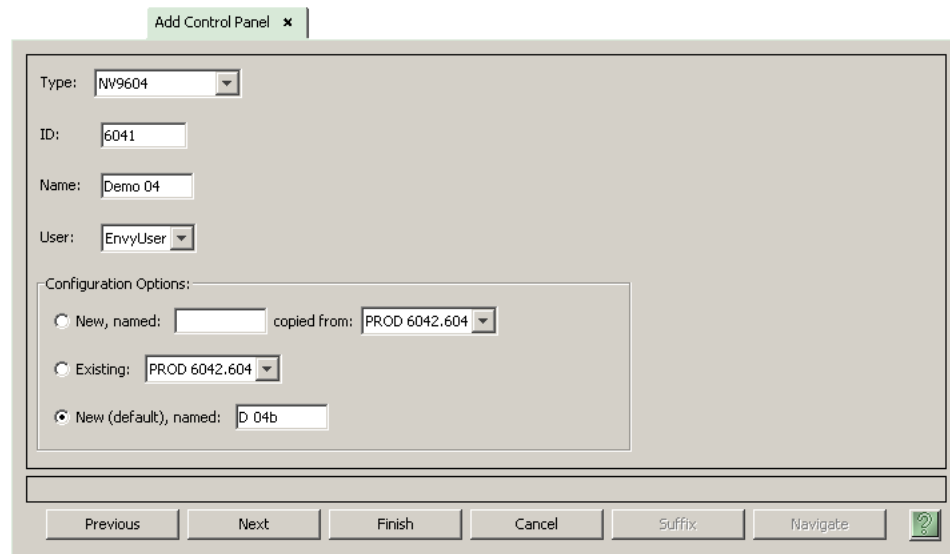 Add Control Panel ×
Type: NV9604
ID: 6041
Name: Demo 04
User: EnvyUser
Configuration Options:
New, named: copied from: PROD 6042.604
Existing: PROD 6042.604
New (default), named: D 04b
Previous Next Finish Cancel Suffix Navigate ?